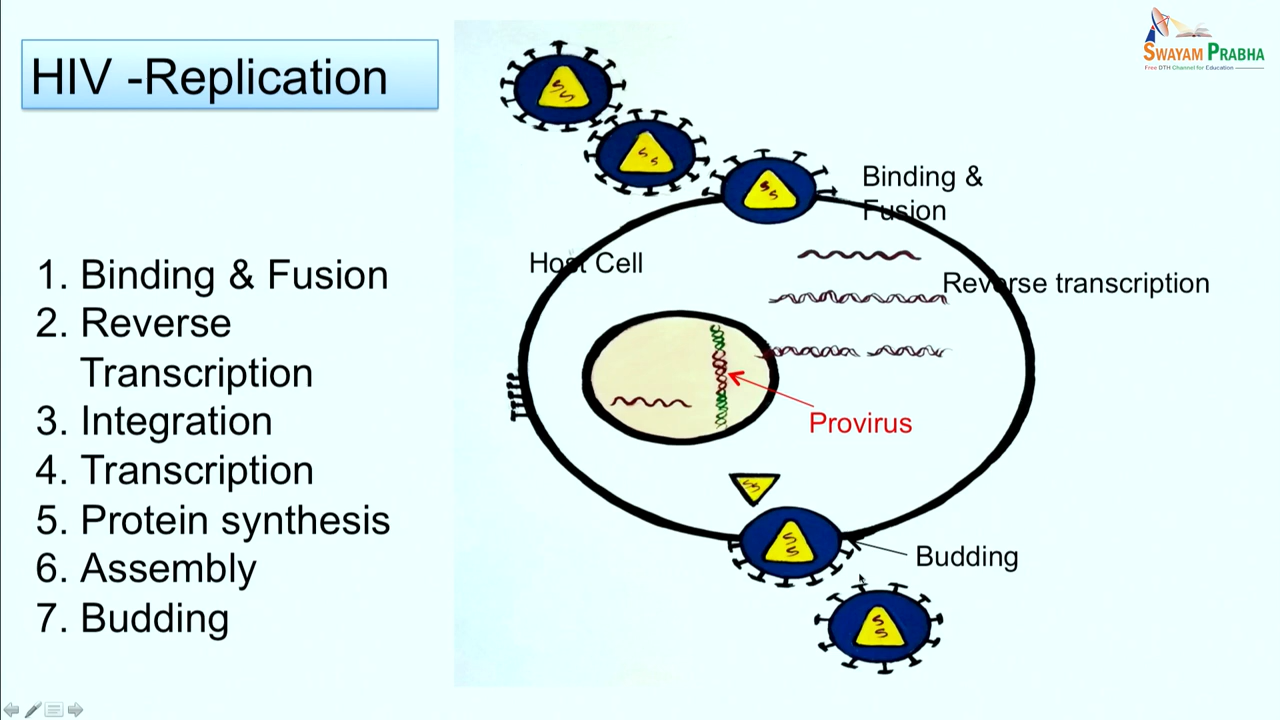 HIV -Replication
SWAYAM PRABHA
Free DTH Channel for Education
1. Binding & Fusion
2. Reverse
Transcription
3. Integration
4. Transcription
5. Protein synthesis
6. Assembly
7. Budding
Binding &
Fusion
Host Cell
Reverse transcription
Provirus
Budding